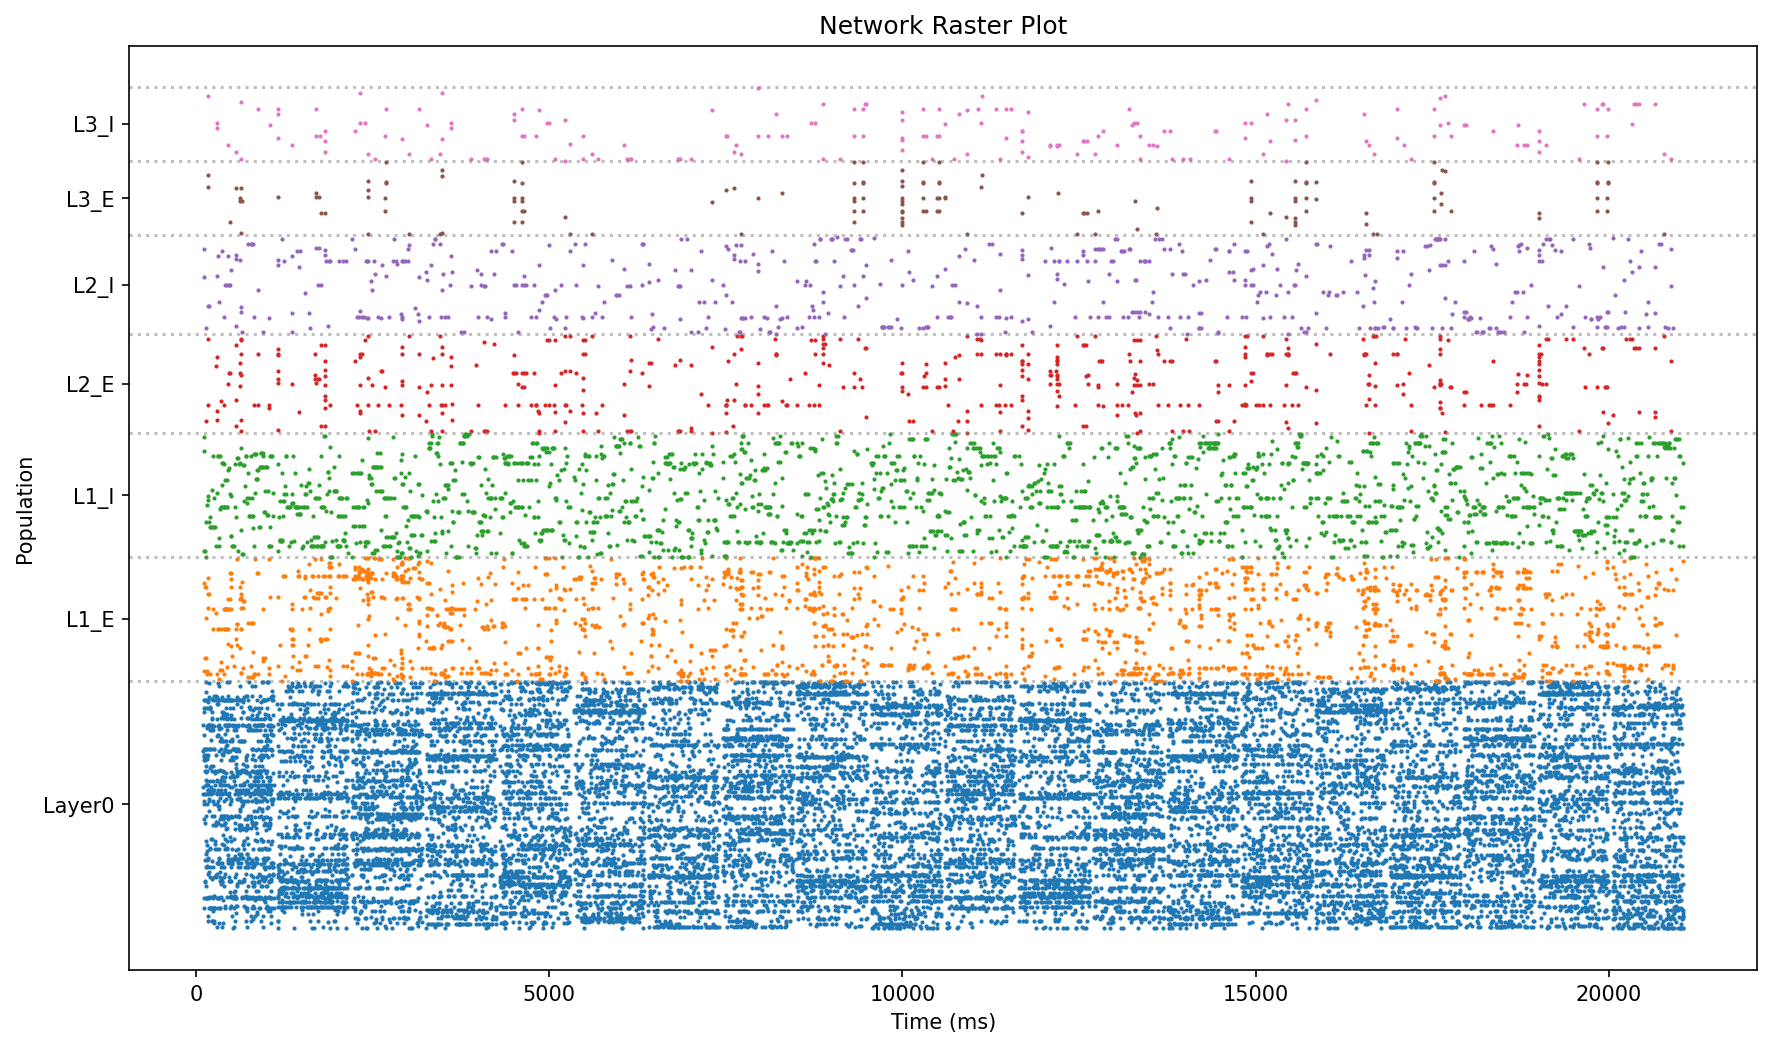 Network Raster Plot
Population
L3_I
L3_E
L2_I
L2_E
L1_I
L1_E
Layer0
0 5000 10000 15000 20000
Time (ms)